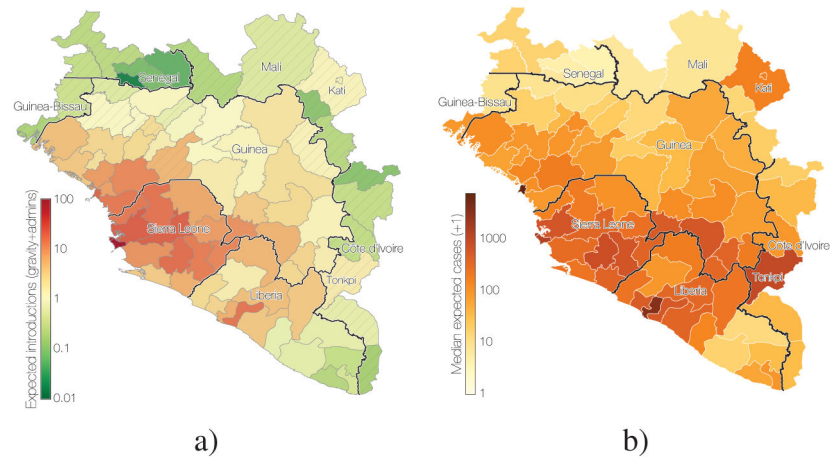 Senegal
Mali
Kati
Guinea-Bissau
Guinea
Sierra Leone
Côte d'Ivoire
Tonkpi
Liberia
Expected introductions (gravity+admins)
100
10
1
0.1
0.01
a)
Senegal
Mali
Kati
Guinea-Bissau
Guinea
Sierra Leone
Côte d'Ivoire
Tonkpi
Liberia
Median expected cases (+1)
1000
100
10
1
b)